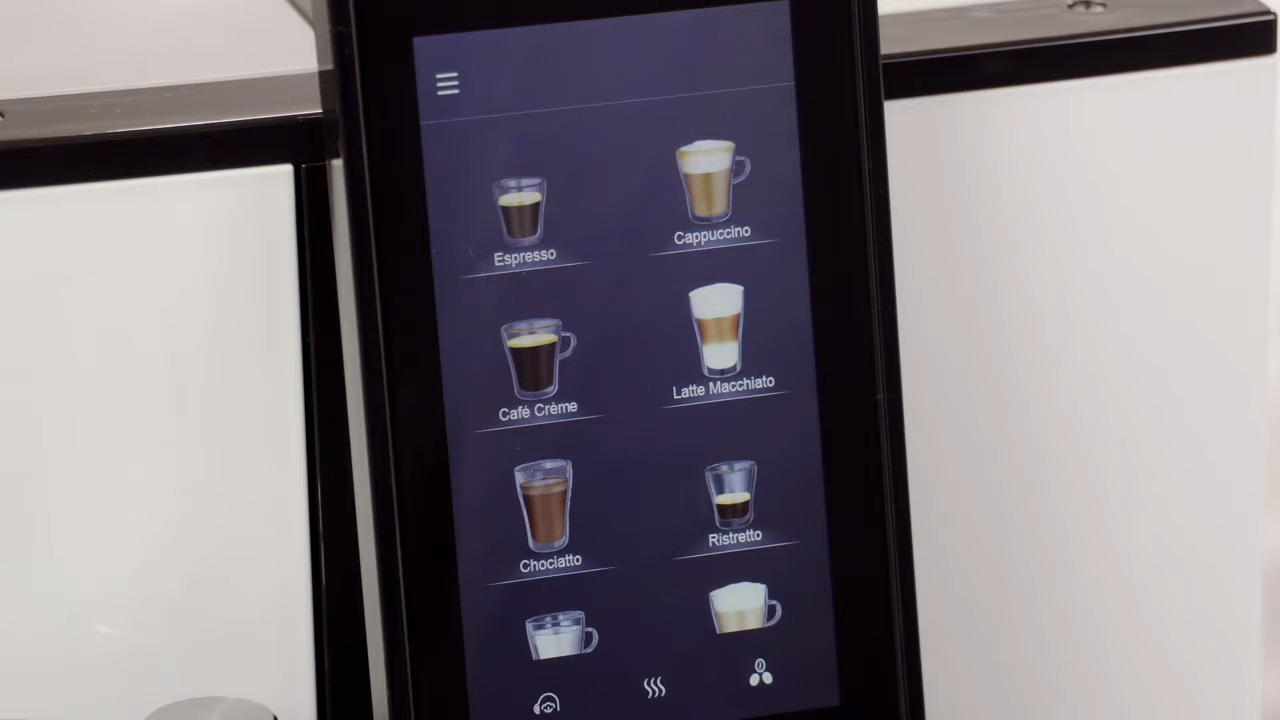 Espresso
Cappuccino
Café Crème
Latte Macchiato
Chociatto
Ristretto